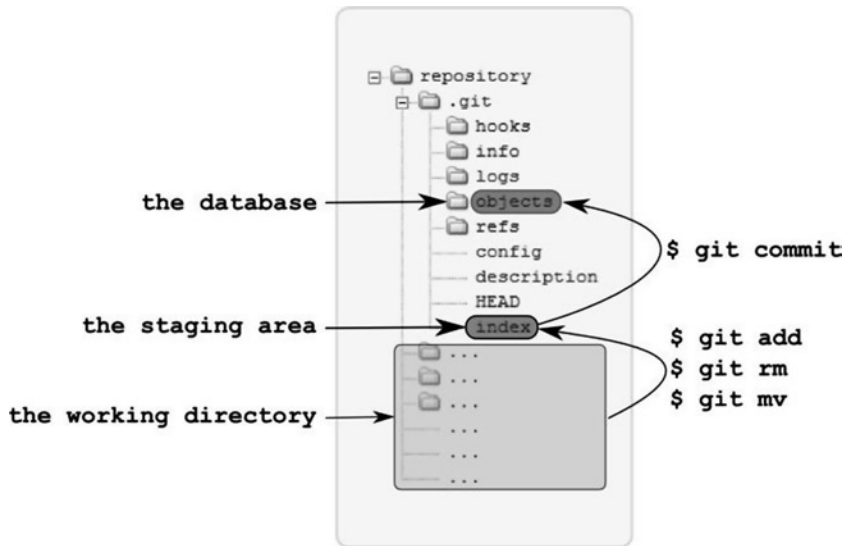 repository
.git
hooks
info
logs
the database
objects
refs
$ git commit
config
description
HEAD
the staging area
index
$ git add
$ git rm
$ git mv
...
...
...
the working directory
...
...
...